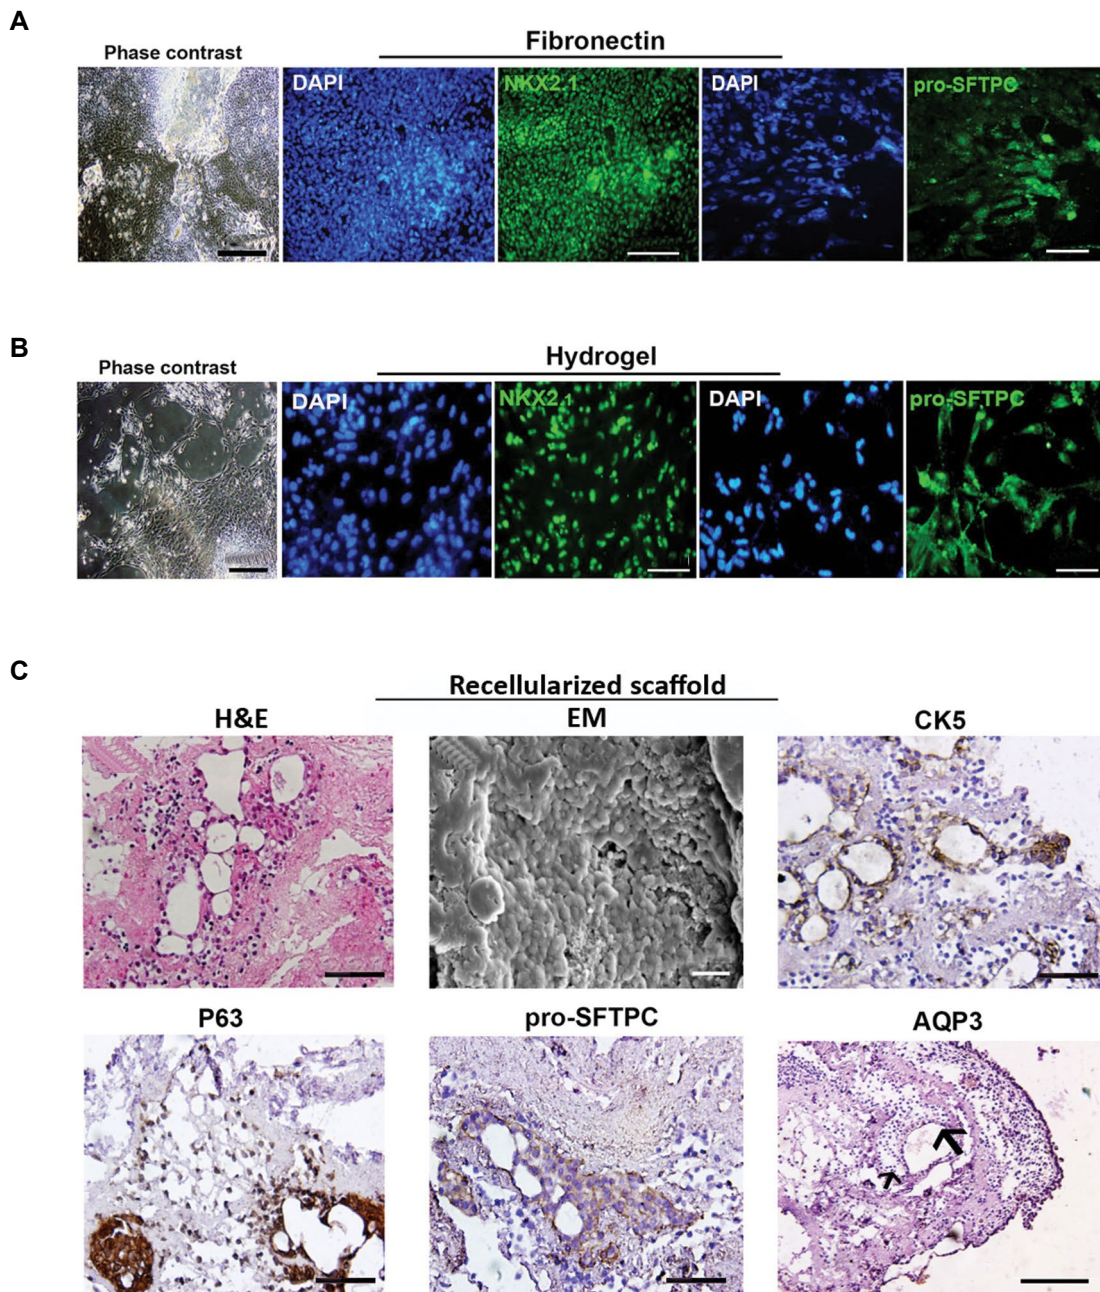 A
Phase contrast
Fibronectin
DAPI
NKX2.1
DAPI
pro-SFTPC
B
Phase contrast
Hydrogel
DAPI
NKX2.1
DAPI
pro-SFTPC
C
Recellularized scaffold
H&E
EM
CK5
P63
pro-SFTPC
AQP3